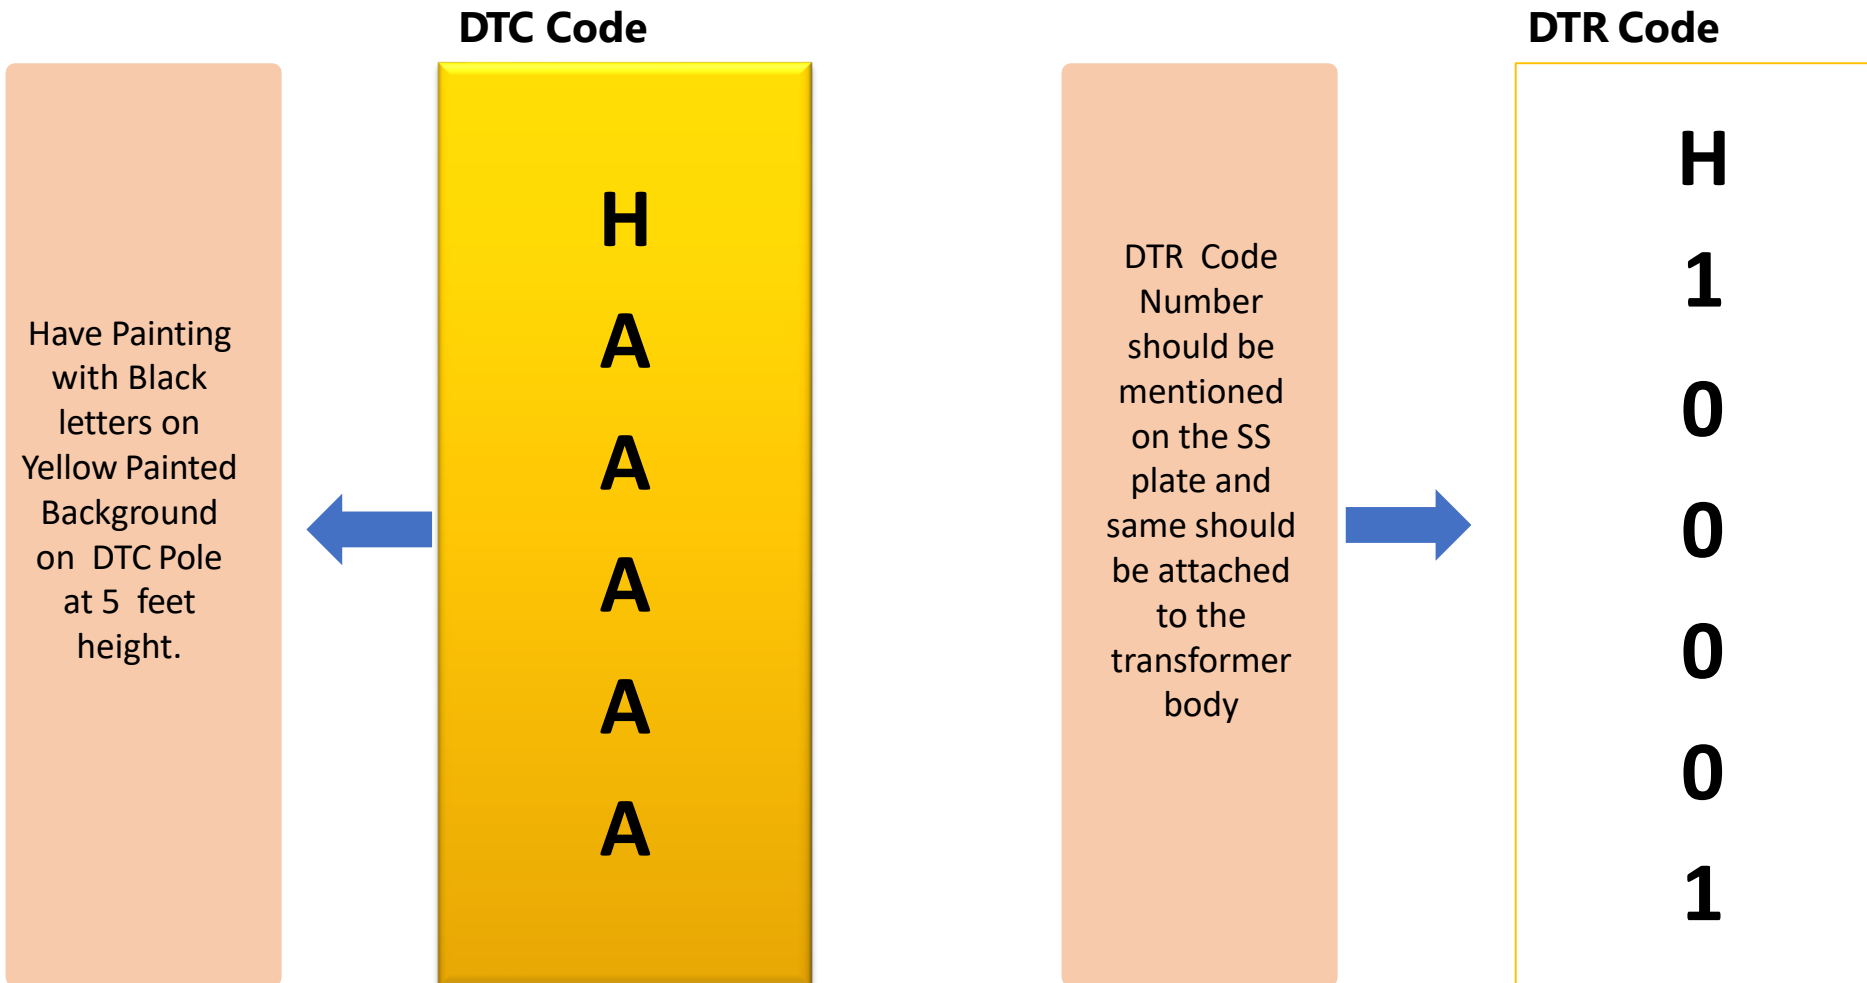 DTC Code
Have Painting
with Black
letters on
Yellow Painted
Background
on DTC Pole
at 5 feet
height.
H
A
A
A
A
A
DTR Code
DTR Code
Number
should be
mentioned
on the SS
plate and
same should
be attached
to the
transformer
body
H
1
0
0
0
0
1